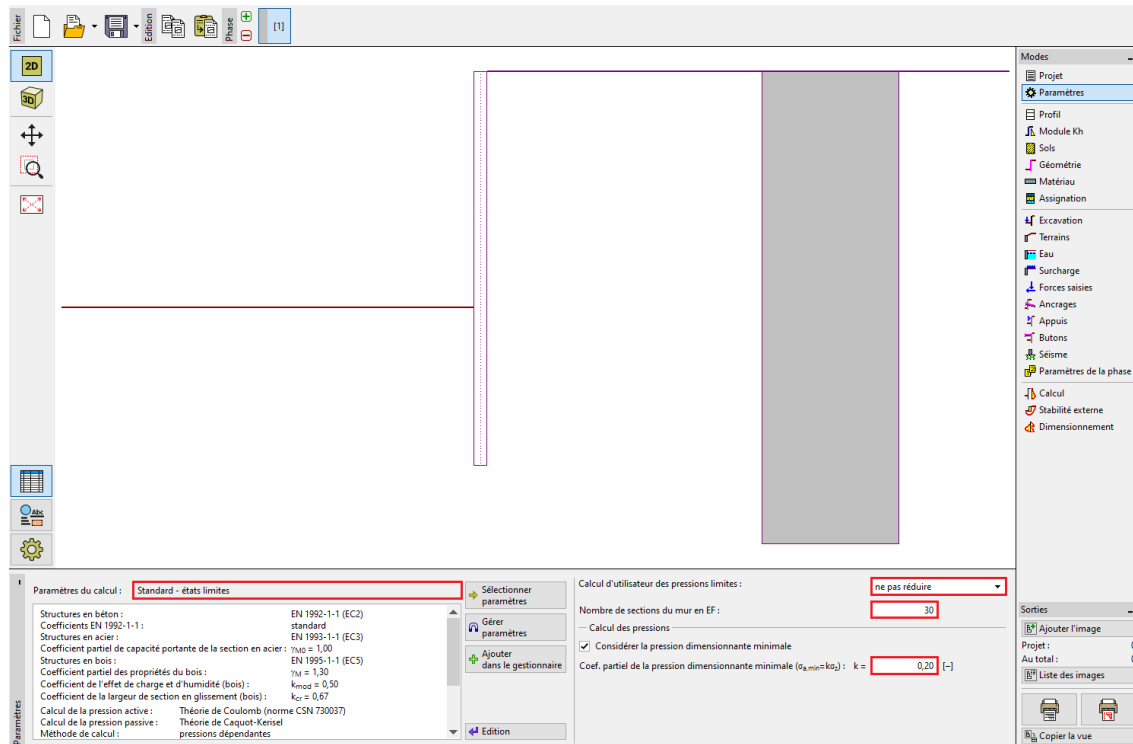 Fichier
Edition
Phase
[1]
2D
3D
Abc
Modes
Projet
Paramètres
Profil
Module Kh
Sols
Géométrie
Matériau
Assignation
Excavation
Terrains
Eau
Surcharge
Forces saisies
Ancrages
Appuis
Butons
Séisme
Paramètres de la phase
Calcul
Stabilité externe
Dimensionnement
Paramètres
Paramètres du calcul : Standard - états limites
Structures en béton : EN 1992-1-1 (EC2)
Coefficients EN 1992-1-1 : standard
Structures en acier : EN 1993-1-1 (EC3)
Coefficient partiel de capacité portante de la section en acier : γM0 = 1,00
Structures en bois : EN 1995-1-1 (EC5)
Coefficient partiel des propriétés du bois : γM = 1,30
Coefficient de l'effet de charge et d'humidité (bois) : kmod = 0,50
Coefficient de la largeur de section en glissement (bois) : kcr = 0,67
Calcul de la pression active : Théorie de Coulomb (norme CSN 730037)
Calcul de la pression passive : Théorie de Caquot-Kerisel
Méthode de calcul : pressions dépendantes
Sélectionner
paramètres
Gérer
paramètres
Ajouter
dans le gestionnaire
Edition
Calcul d'utilisateur des pressions limites : ne pas réduire
Nombre de sections du mur en EF : 30
Calcul des pressions
Considérer la pression dimensionnante minimale
Coef. partiel de la pression dimensionnante minimale (σa,min=kσz) : k = 0,20 [–]
Sorties
Ajouter l'image
Projet : 0
Au total : 0
Liste des images
Copier la vue